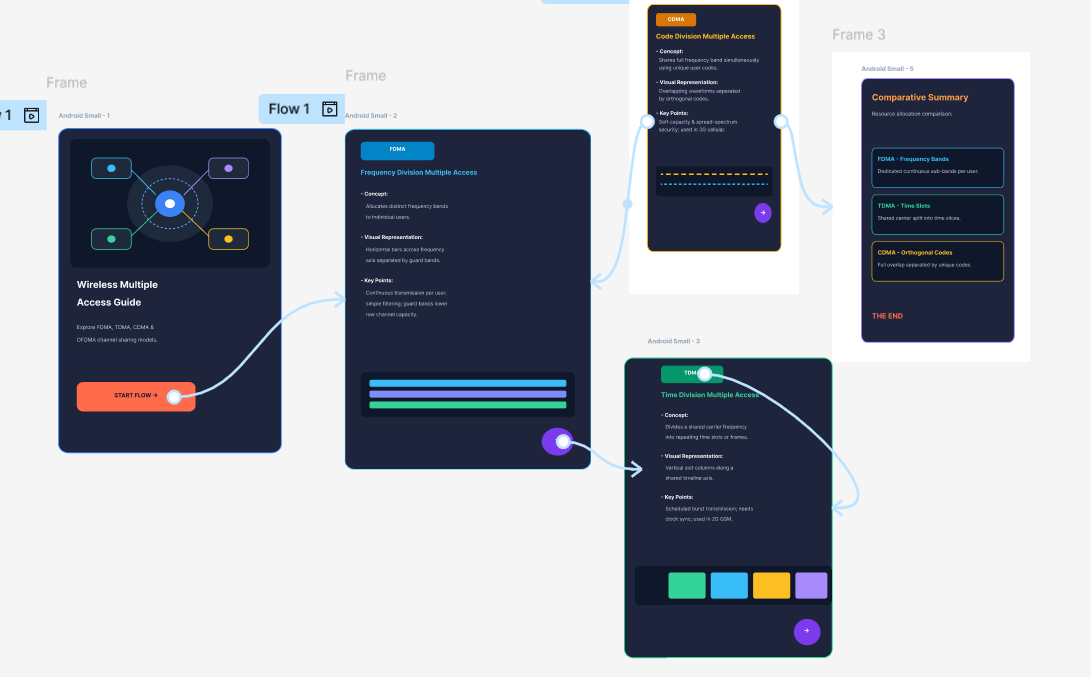 Frame
/ 1
Android Small - 1
Wireless Multiple
Access Guide
Explore FDMA, TDMA, CDMA &
OFDMA channel sharing models.
START FLOW →
Frame
Flow 1
Android Small - 2
FDMA
Frequency Division Multiple Access
• Concept:
Allocates distinct frequency bands
to individual users.
• Visual Representation:
Horizontal bars across frequency
axis separated by guard bands.
• Key Points:
Continuous transmission per user;
simple filtering; guard bands lower
raw channel capacity.
CDMA
Code Division Multiple Access
• Concept:
Shares full frequency band simultaneously
using unique user codes.
• Visual Representation:
Overlapping waveforms separated
by orthogonal codes.
• Key Points:
Soft capacity & spread-spectrum
security; used in 3G cellular.
→
Android Small - 3
TDM
Time Division Multiple Access
• Concept:
Divides a shared carrier frequency
into repeating time slots or frames.
• Visual Representation:
Vertical slot columns along a
shared timeline axis.
• Key Points:
Scheduled burst transmission; needs
clock sync; used in 2G GSM.
→
Frame 3
Android Small - 5
Comparative Summary
Resource allocation comparison:
FDMA - Frequency Bands
Dedicated continuous sub-bands per user.
TDMA - Time Slots
Shared carrier split into time slices.
CDMA - Orthogonal Codes
Full overlap separated by unique codes.
THE END